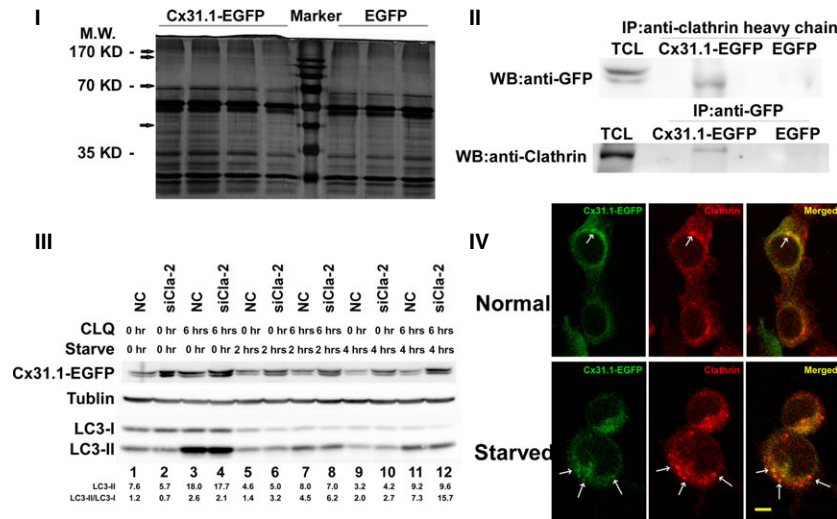 I
Cx31.1-EGFP Marker EGFP
M.W.
170 KD -
70 KD -
35 KD -
II
IP:anti-clathrin heavy chain
TCL Cx31.1-EGFP EGFP
WB:anti-GFP
IP:anti-GFP
TCL Cx31.1-EGFP EGFP
WB:anti-Clathrin
III
NC siCla-2 NC siCla-2 NC siCla-2 NC siCla-2 NC siCla-2 NC siCla-2
CLQ 0 hr 0 hr 6 hrs 6 hrs 0 hr 0 hr 6 hrs 6 hrs 0 hr 0 hr 6 hrs 6 hrs
Starve 0 hr 0 hr 0 hr 0 hr 2 hrs 2 hrs 2 hrs 2 hrs 4 hrs 4 hrs 4 hrs 4 hrs
Cx31.1-EGFP
Tublin
LC3-I
LC3-II
1 2 3 4 5 6 7 8 9 10 11 12
LC3-II 7.6 5.7 18.0 17.7 4.6 5.0 8.0 7.0 3.2 4.2 9.2 9.6
LC3-II/LC3-I 1.2 0.7 2.6 2.1 1.4 3.2 4.5 6.2 2.0 2.7 7.3 15.7
IV
Cx31.1-EGFP Clathrin Merged
Normal
Cx31.1-EGFP Clathrin Merged
Starved